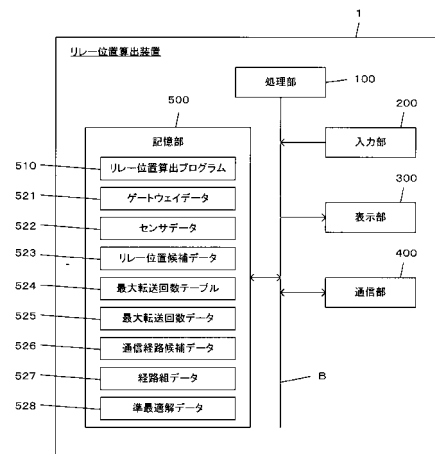 1
リレー位置算出装置
処理部
100
500
記憶部
200
入力部
510
リレー位置算出プログラム
521
ゲートウェイデータ
300
表示部
522
センサデータ
523
リレー位置候補データ
400
通信部
524
最大転送回数テーブル
525
最大転送回数データ
526
通信経路候補データ
527
経路組データ
B
528
準最適解データ